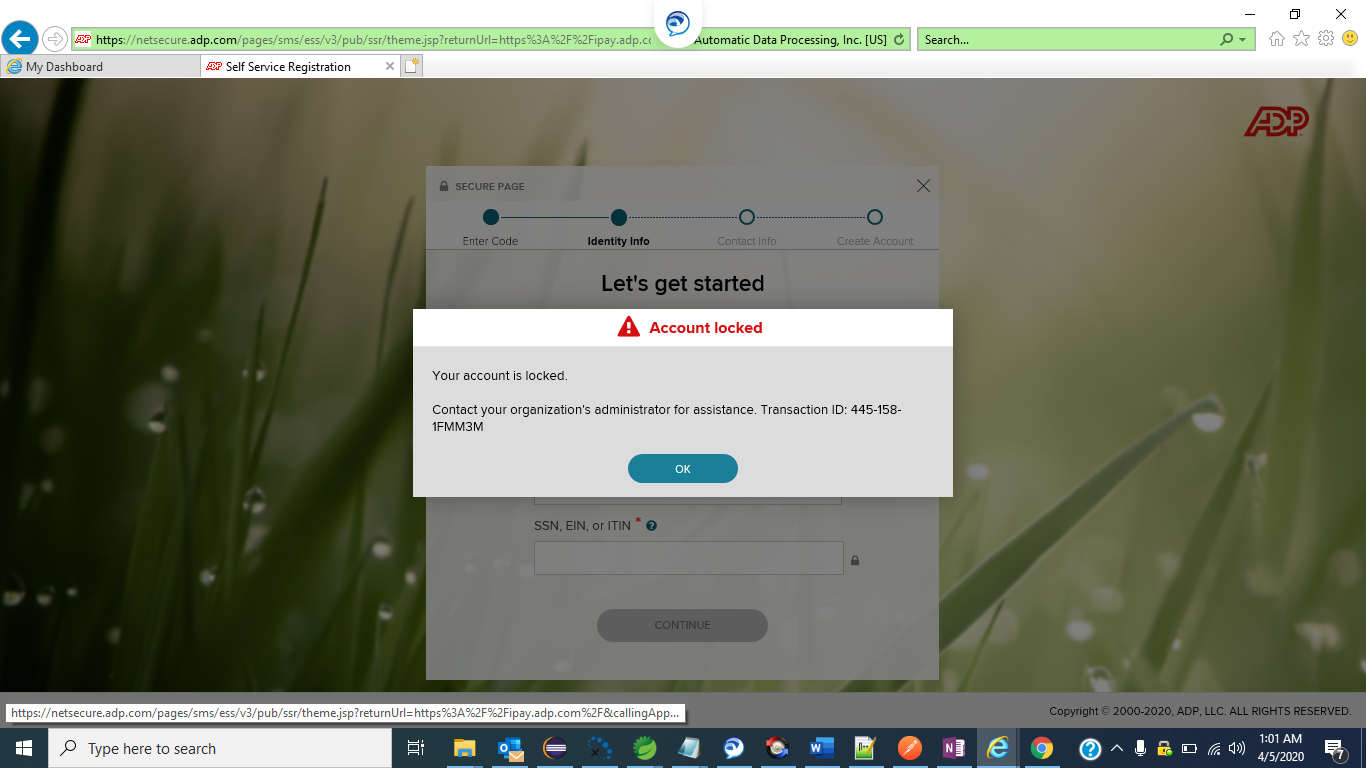 https://netsecure.adp.com/pages/sms/ess/v3/pub/ssr/theme.jsp?returnUrl=https%3A%2F%2Fipay.adp.cc
Automatic Data Processing, Inc. [US]
Search...
My Dashboard
ADP Self Service Registration
ADP
SECURE PAGE
Enter Code
Identity Info
Contact Info
Create Account
Let's get started
Account locked
Your account is locked.
Contact your organization's administrator for assistance. Transaction ID: 445-158-
1FMM3M
OK
SSN, EIN, or ITIN * ?
CONTINUE
https://netsecure.adp.com/pages/sms/ess/v3/pub/ssr/theme.jsp?returnUrl=https%3A%2F%2Fipay.adp.com%2F&callingApp...
Copyright © 2000-2020, ADP, LLC. ALL RIGHTS RESERVED.
Type here to search
1:01 AM
4/5/2020
7